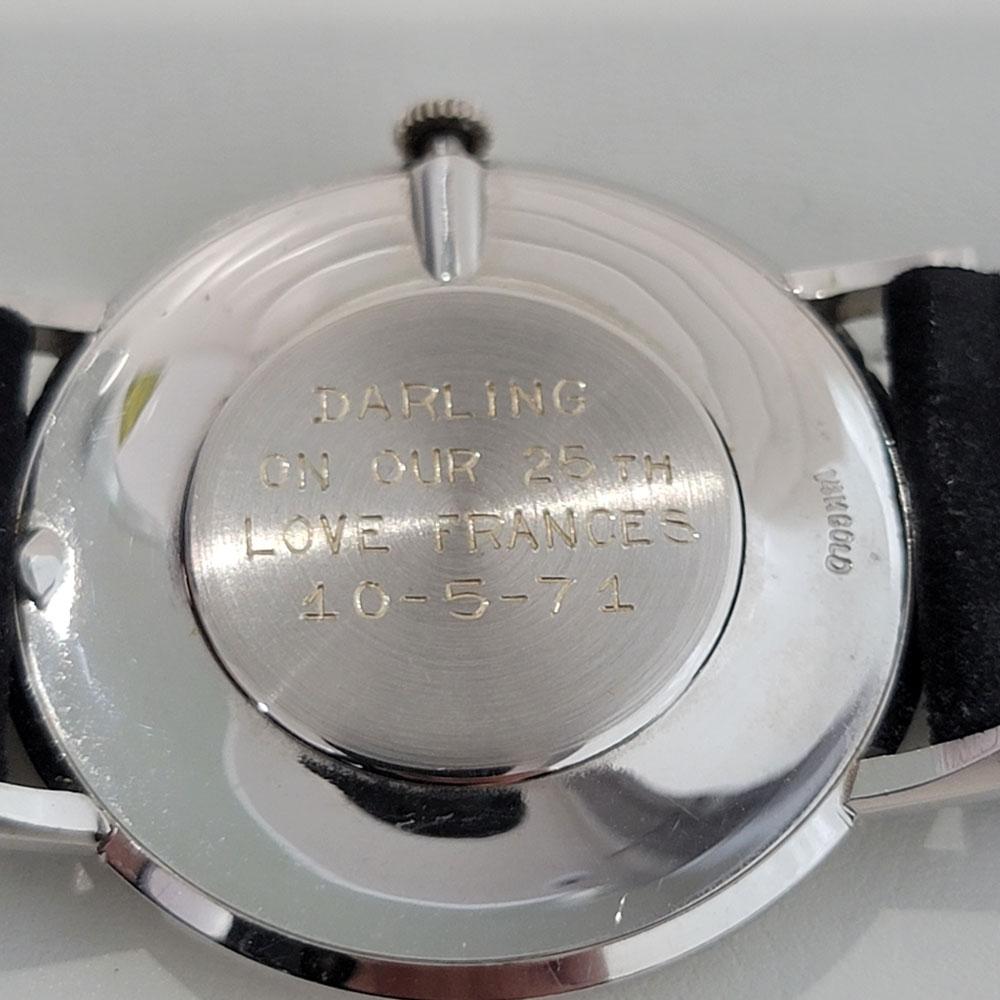 DARLING
ON OUR 25TH
LOVE FRANCES
10-5-71
14K GOLD